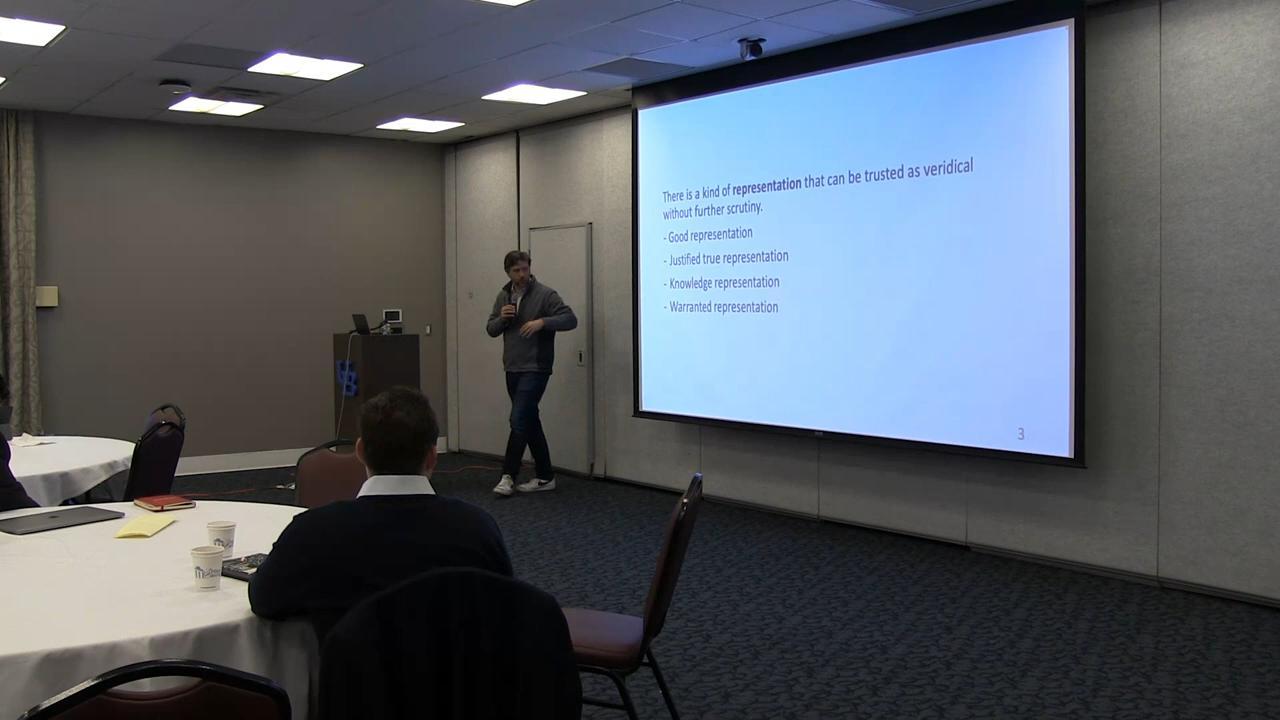 There is a kind of representation that can be trusted as veridical
without further scrutiny.
- Good representation
- Justified true representation
- Knowledge representation
- Warranted representation
3